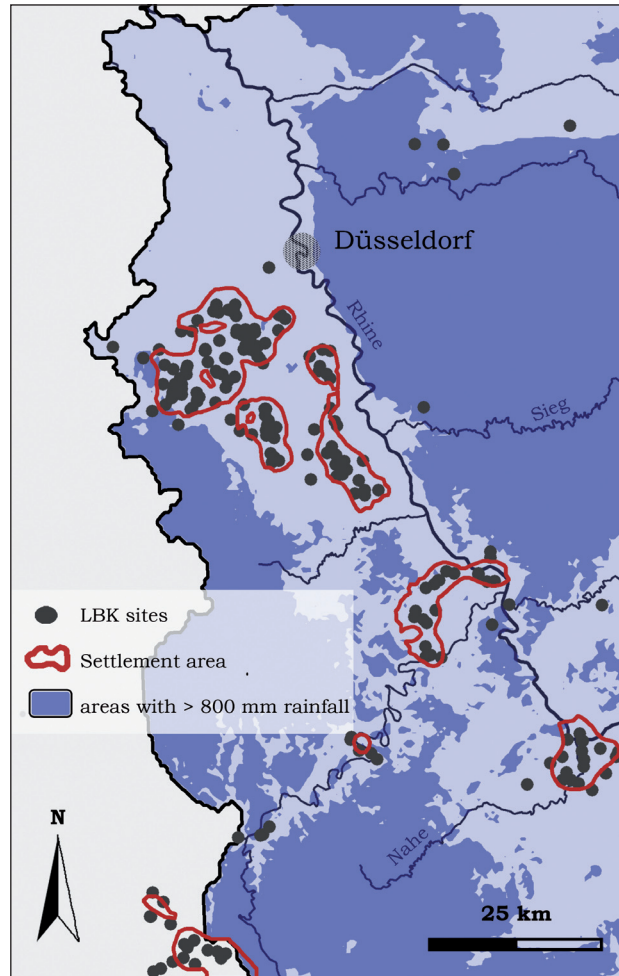 Düsseldorf
Rhine
Sieg
LBK sites
Settlement area
areas with > 800 mm rainfall
Nahe
N
25 km